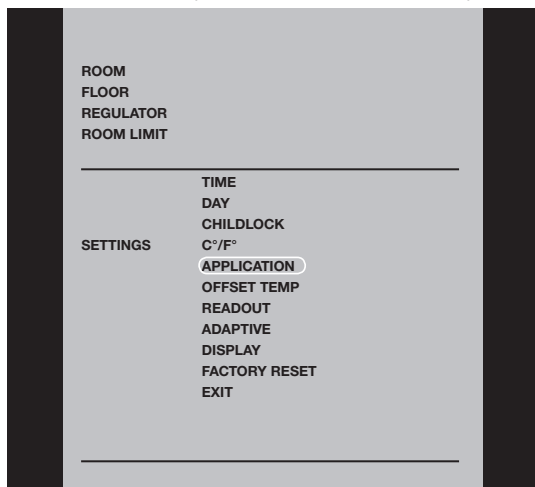 ROOM
FLOOR
REGULATOR
ROOM LIMIT
TIME
DAY
CHILDLOCK
SETTINGS C°/F°
APPLICATION
OFFSET TEMP
READOUT
ADAPTIVE
DISPLAY
FACTORY RESET
EXIT